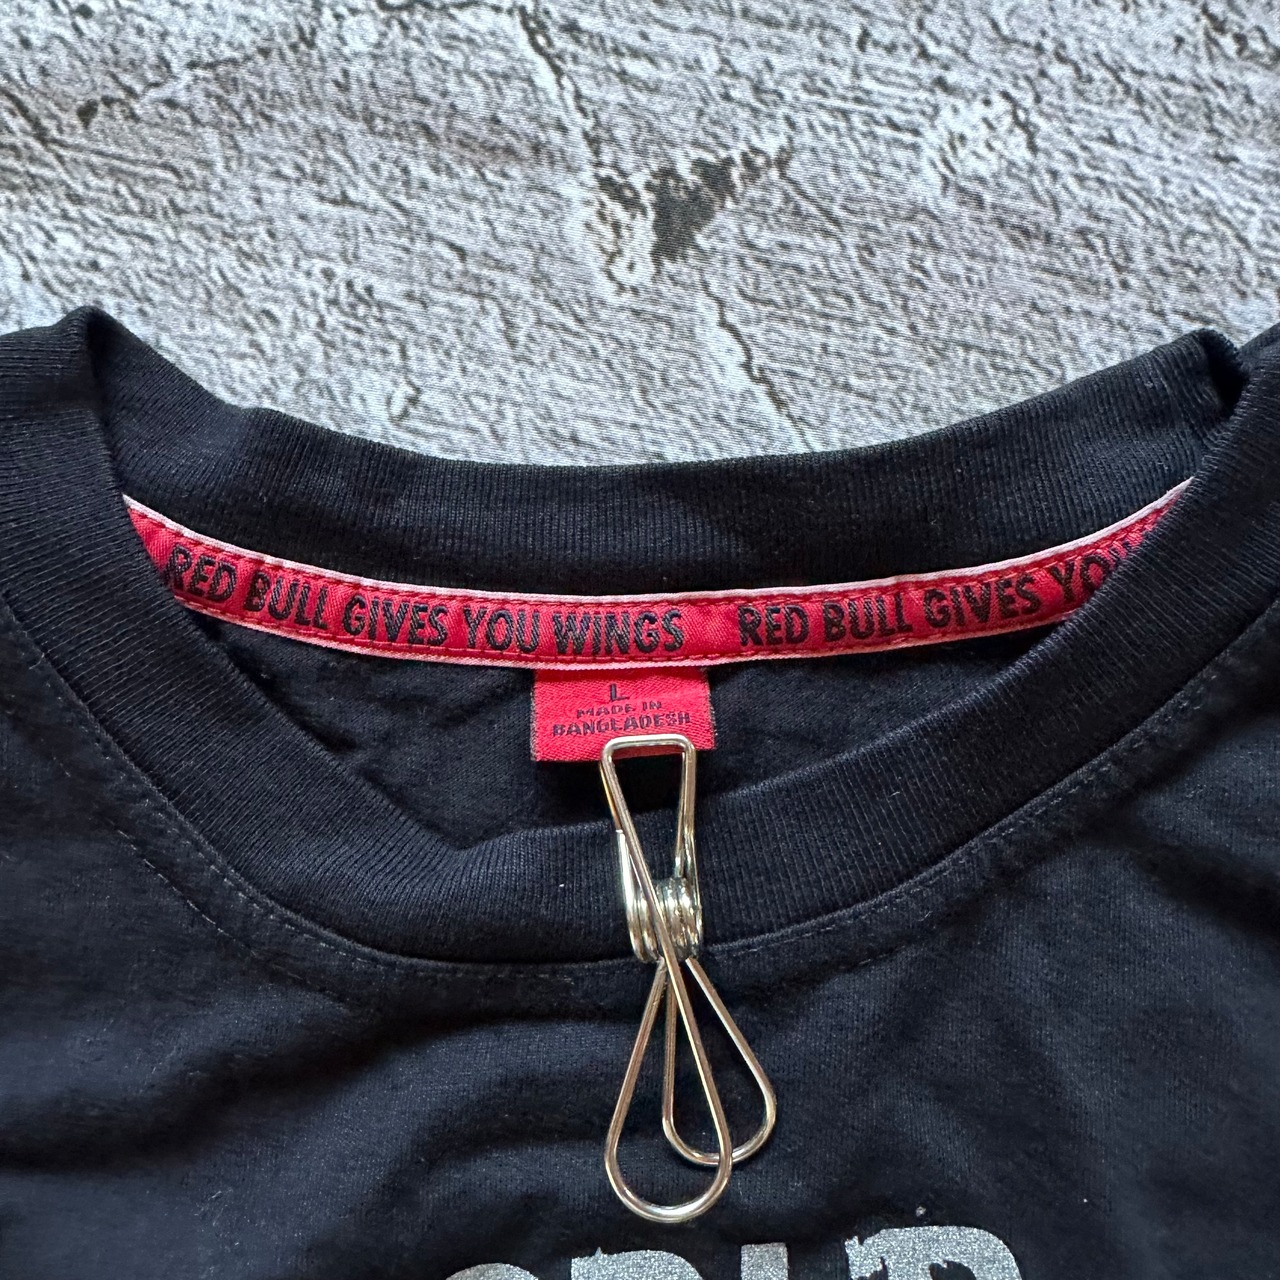 RED BULL GIVES YOU WINGS RED BULL GIVES YOU
L
MADE IN
BANGLADESH